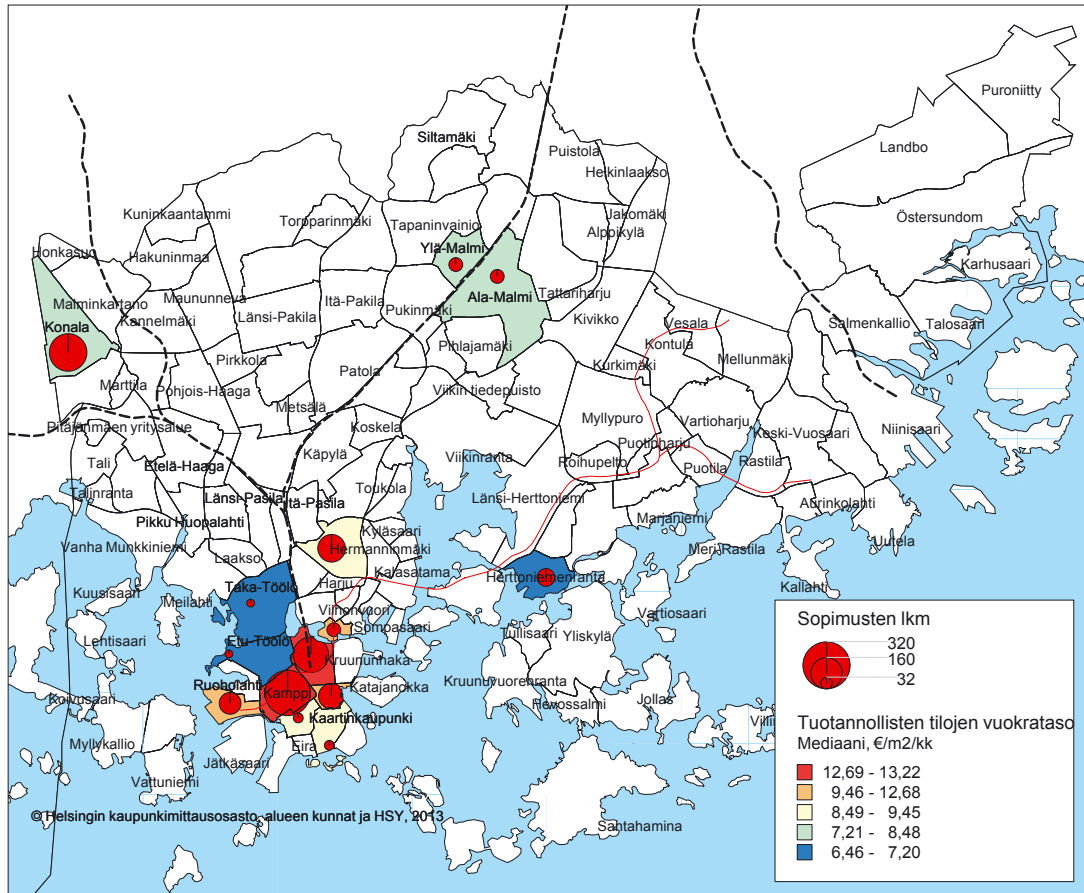 Puroniitty
Landbo
Siltamäki
Puistola
Heikinlaakso
Östersundom
Kuninkaantammi
Torpparinmäki
Tapaninvainio
Jakomäki
Alppikylä
Honkasuo
Hakuninmaa
Ylä-Malmi
Karhusaari
Malminkartano
Maununneva
Itä-Pakila
Ala-Malmi
Tattariharju
Kannelmäki
Länsi-Pakila
Pukinmäki
Kivikko
Vesala
Salmenkallio
Talosaari
Konala
Kontula
Pihlajamäki
Pirkkola
Patola
Kurkimäki
Mellunmäki
Marttila
Pohjois-Haaga
Viikin tiedepuisto
Metsälä
Myllypuro
Vartioharju
Pitäjänmäen yritysalue
Koskela
Keski-Vuosaari
Niinisaari
Puotinharju
Tali
Etelä-Haaga
Käpylä
Viikinranta
Roihupelto
Puotila
Rastila
Talinranta
Länsi-Pasila
Itä-Pasila
Toukola
Länsi-Herttoniemi
Aurinkolahti
Pikku Huopalahti
Kyläsaari
Marjaniemi
Uutela
Vanha Munkkiniemi
Laakso
Hermanninmäki
Meri-Rastila
Kalasatama
Herttoniemenranta
Kallahti
Kuusisaari
Meilahti
Taka-Töölö
Harju
Vilhonvuori
Vartiosaari
Lehtisaari
Etu-Töölö
Sompasaari
Tullisaari
Yliskylä
Kruununhaka
Kruunuvuorenranta
Koivusaari
Ruoholahti
Kamppi
Katajanokka
Hevossalmi
Jollas
Kaartinkaupunki
Villin
Myllykallio
Eira
Jätkäsaari
Vattuniemi
Santahamina
© Helsingin kaupunkimittausosasto, alueen kunnat ja HSY, 2013
Sopimusten lkm
320
160
32
Tuotannollisten tilojen vuokrataso
Mediaani, €/m2/kk
12,69 - 13,22
9,46 - 12,68
8,49 - 9,45
7,21 - 8,48
6,46 - 7,20